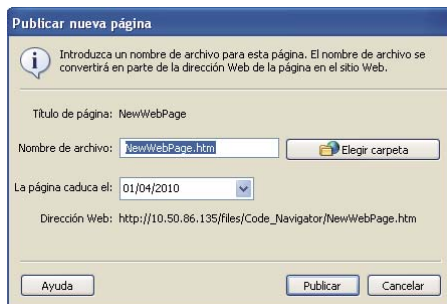 Publicar nueva página
Introduzca un nombre de archivo para esta página. El nombre de archivo se
convertirá en parte de la dirección Web de la página en el sitio Web.
Título de página: NewWebPage
Nombre de archivo: NewWebPage.htm Elegir carpeta
La página caduca el: 01/04/2010
Dirección Web: http://10.50.86.135/files/Code_Navigator/NewWebPage.htm
Ayuda Publicar Cancelar